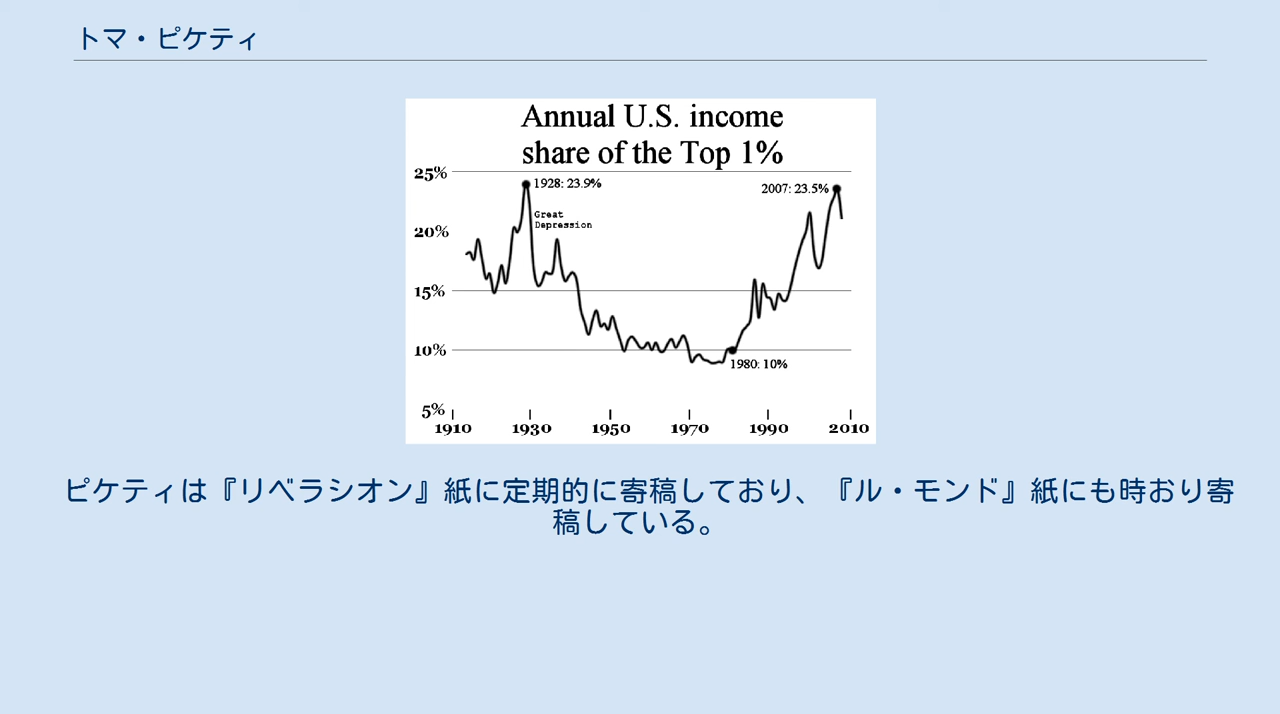 トマ・ピケティ
Annual U.S. income
share of the Top 1%
25%
1928: 23.9%
2007: 23.5%
Great
Depression
20%
15%
10%
1980: 10%
5%
1910 1930 1950 1970 1990 2010
ピケティは『リベラシオン』紙に定期的に寄稿しており、『ル・モンド』紙にも時おり寄
稿している。